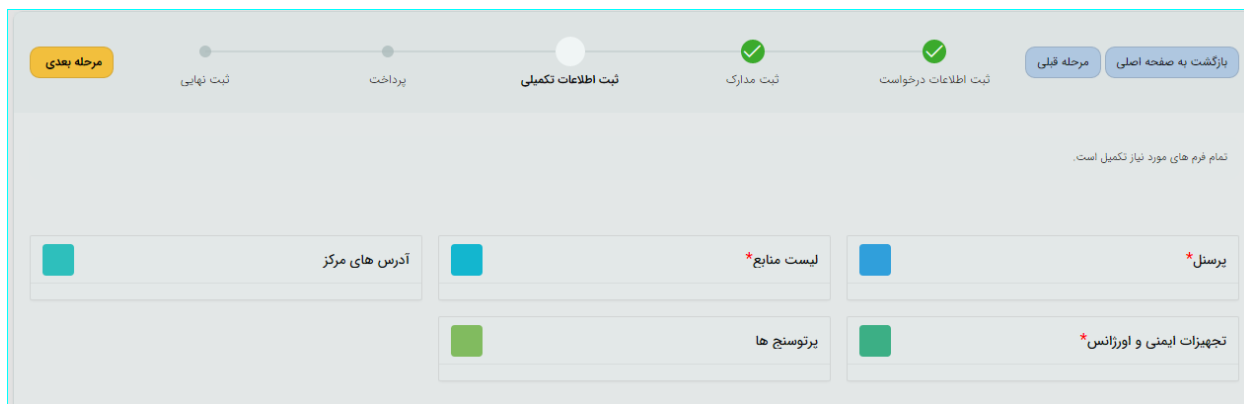 بازگشت به صفحه اصلی
مرحله قبلی
ثبت اطلاعات درخواست
ثبت مدارک
ثبت اطلاعات تکمیلی
پرداخت
ثبت نهایی
مرحله بعدی
تمام فرم های مورد نیاز تکمیل است.
پرسنل*
لیست منابع*
آدرس های مرکز
تجهیزات ایمنی و اورژانس*
پرتوسنج ها